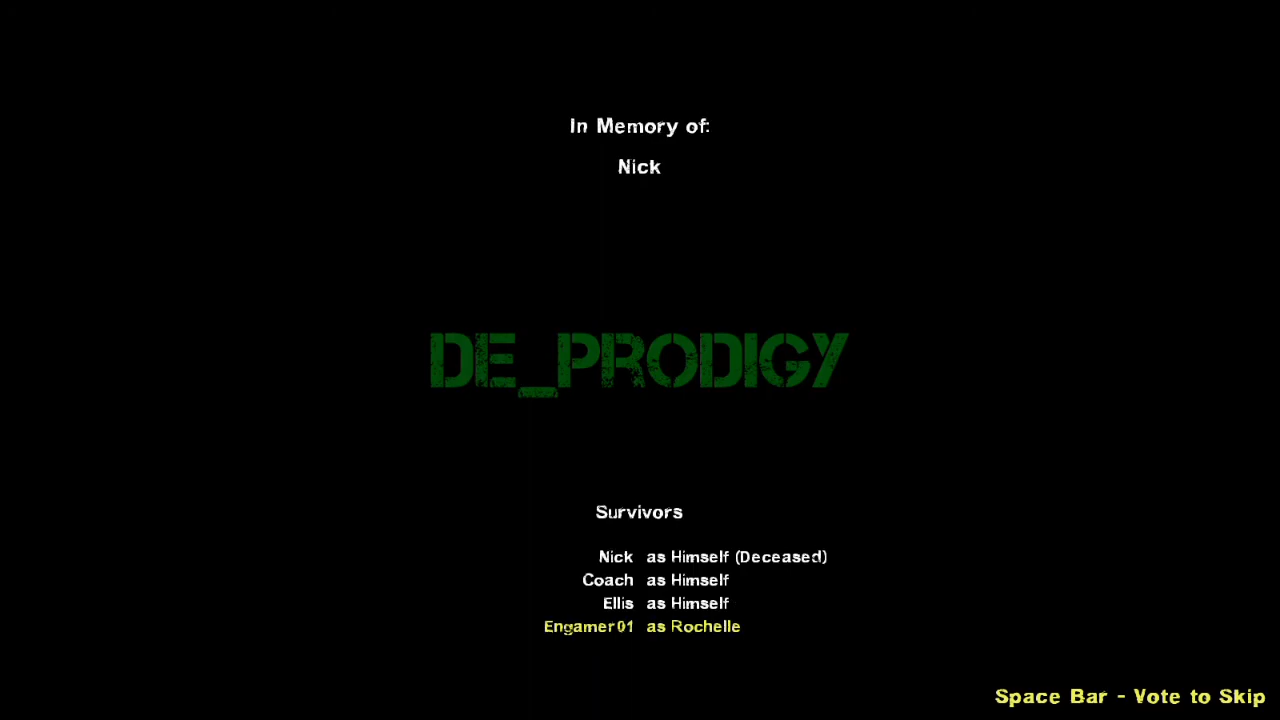 In Memory of:
Nick
DE_PRODIGY
Survivors
Nick as Himself (Deceased)
Coach as Himself
Ellis as Himself
Engamer01 as Rochelle
Space Bar - Vote to Skip